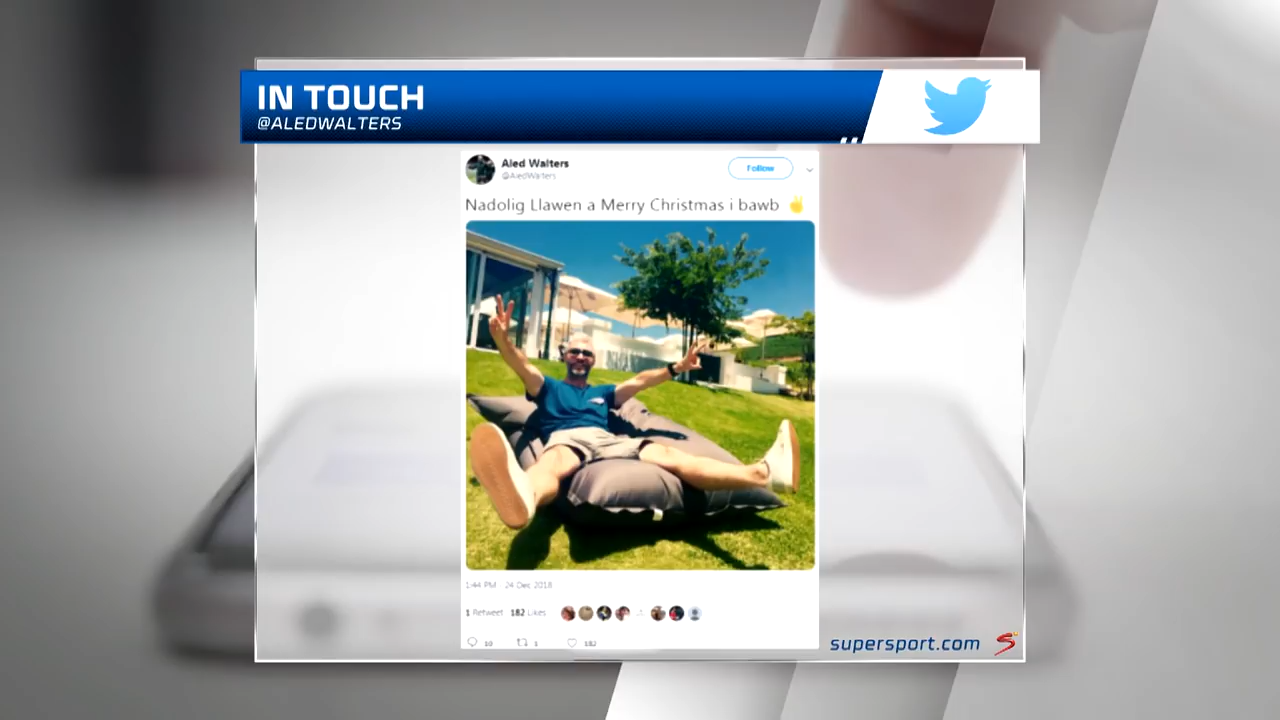 IN TOUCH
@ALEDWALTERS
Aled Walters
@AledWalters
Follow
Nadolig Llawen a Merry Christmas i bawb ✌
1:44 PM 24 Dec 2018
1 Retweet 182 Likes
10 1 182
supersport.com